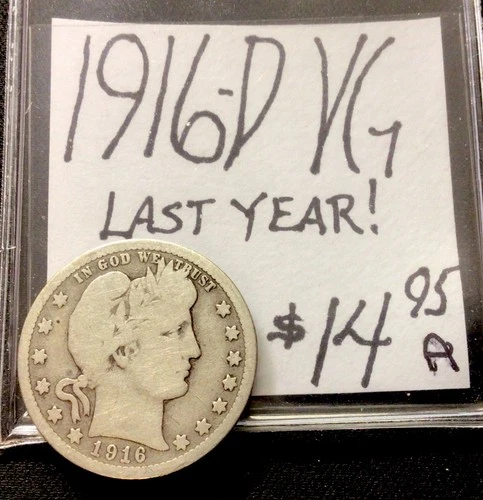 1916-D VG
LAST YEAR!
$14 95
A
IN GOD WE TRUST
1916